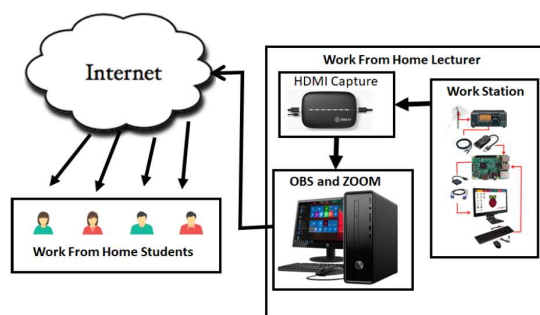 Internet
Work From Home Lecturer
HDMI Capture
Work Station
OBS and ZOOM
Work From Home Students